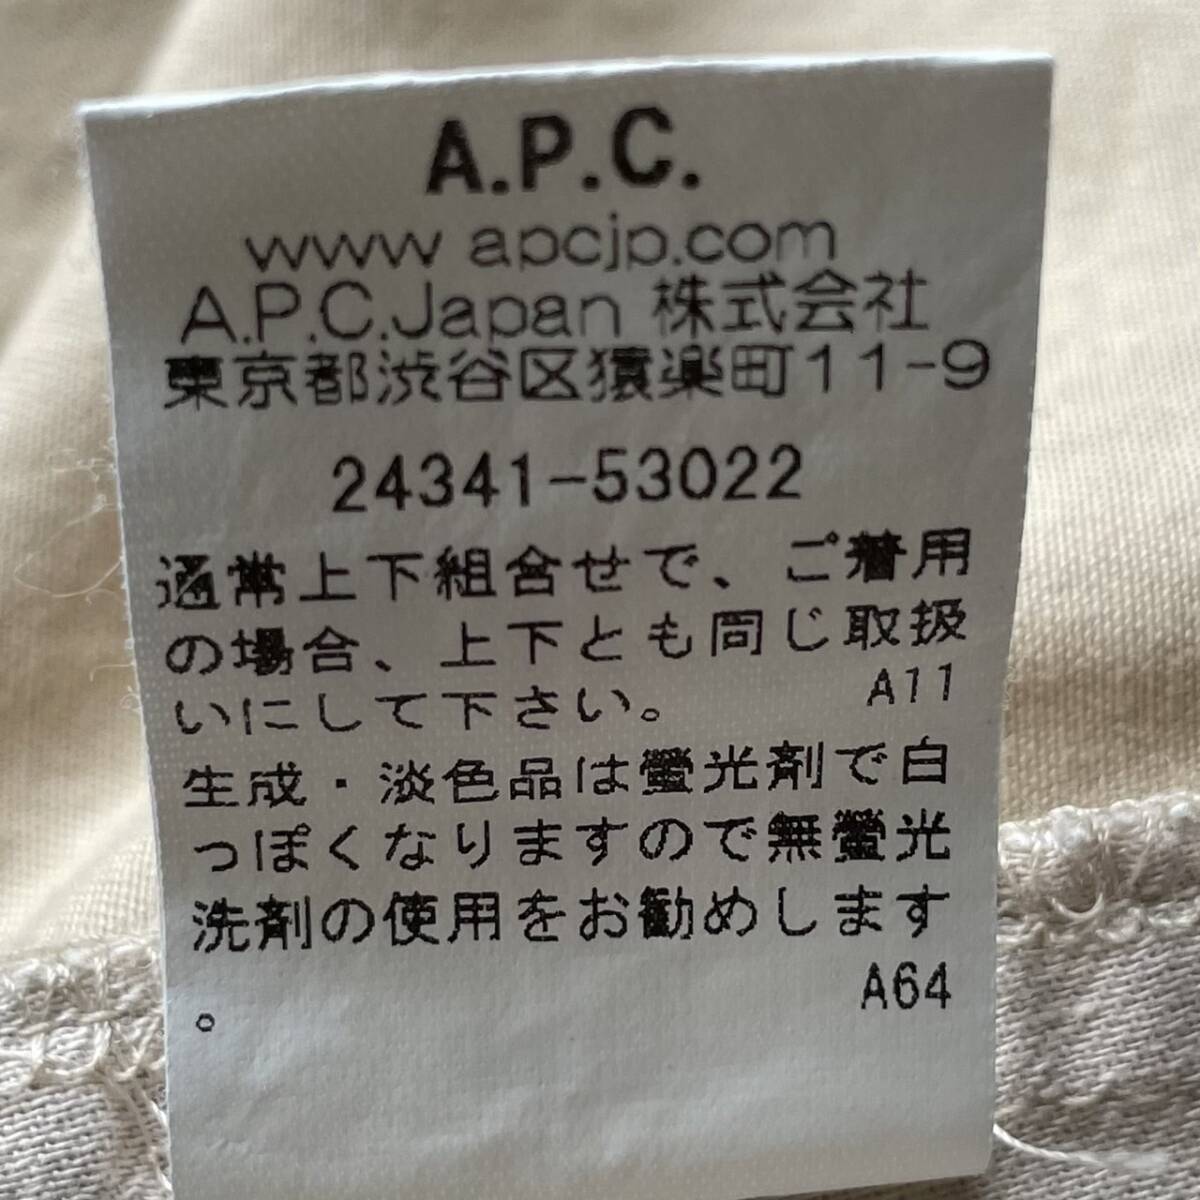 A.P.C.
www apcjp.com
A.P.C.Japan 株式会社
東京都渋谷区猿楽町11-9
24341-53022
通常上下組合せで、ご着用
の場合、上下とも同じ取扱
いにして下さい。 A11
生成・淡色品は螢光剤で白
っぽくなりますので無螢光
洗剤の使用をお勧めします
。 A64